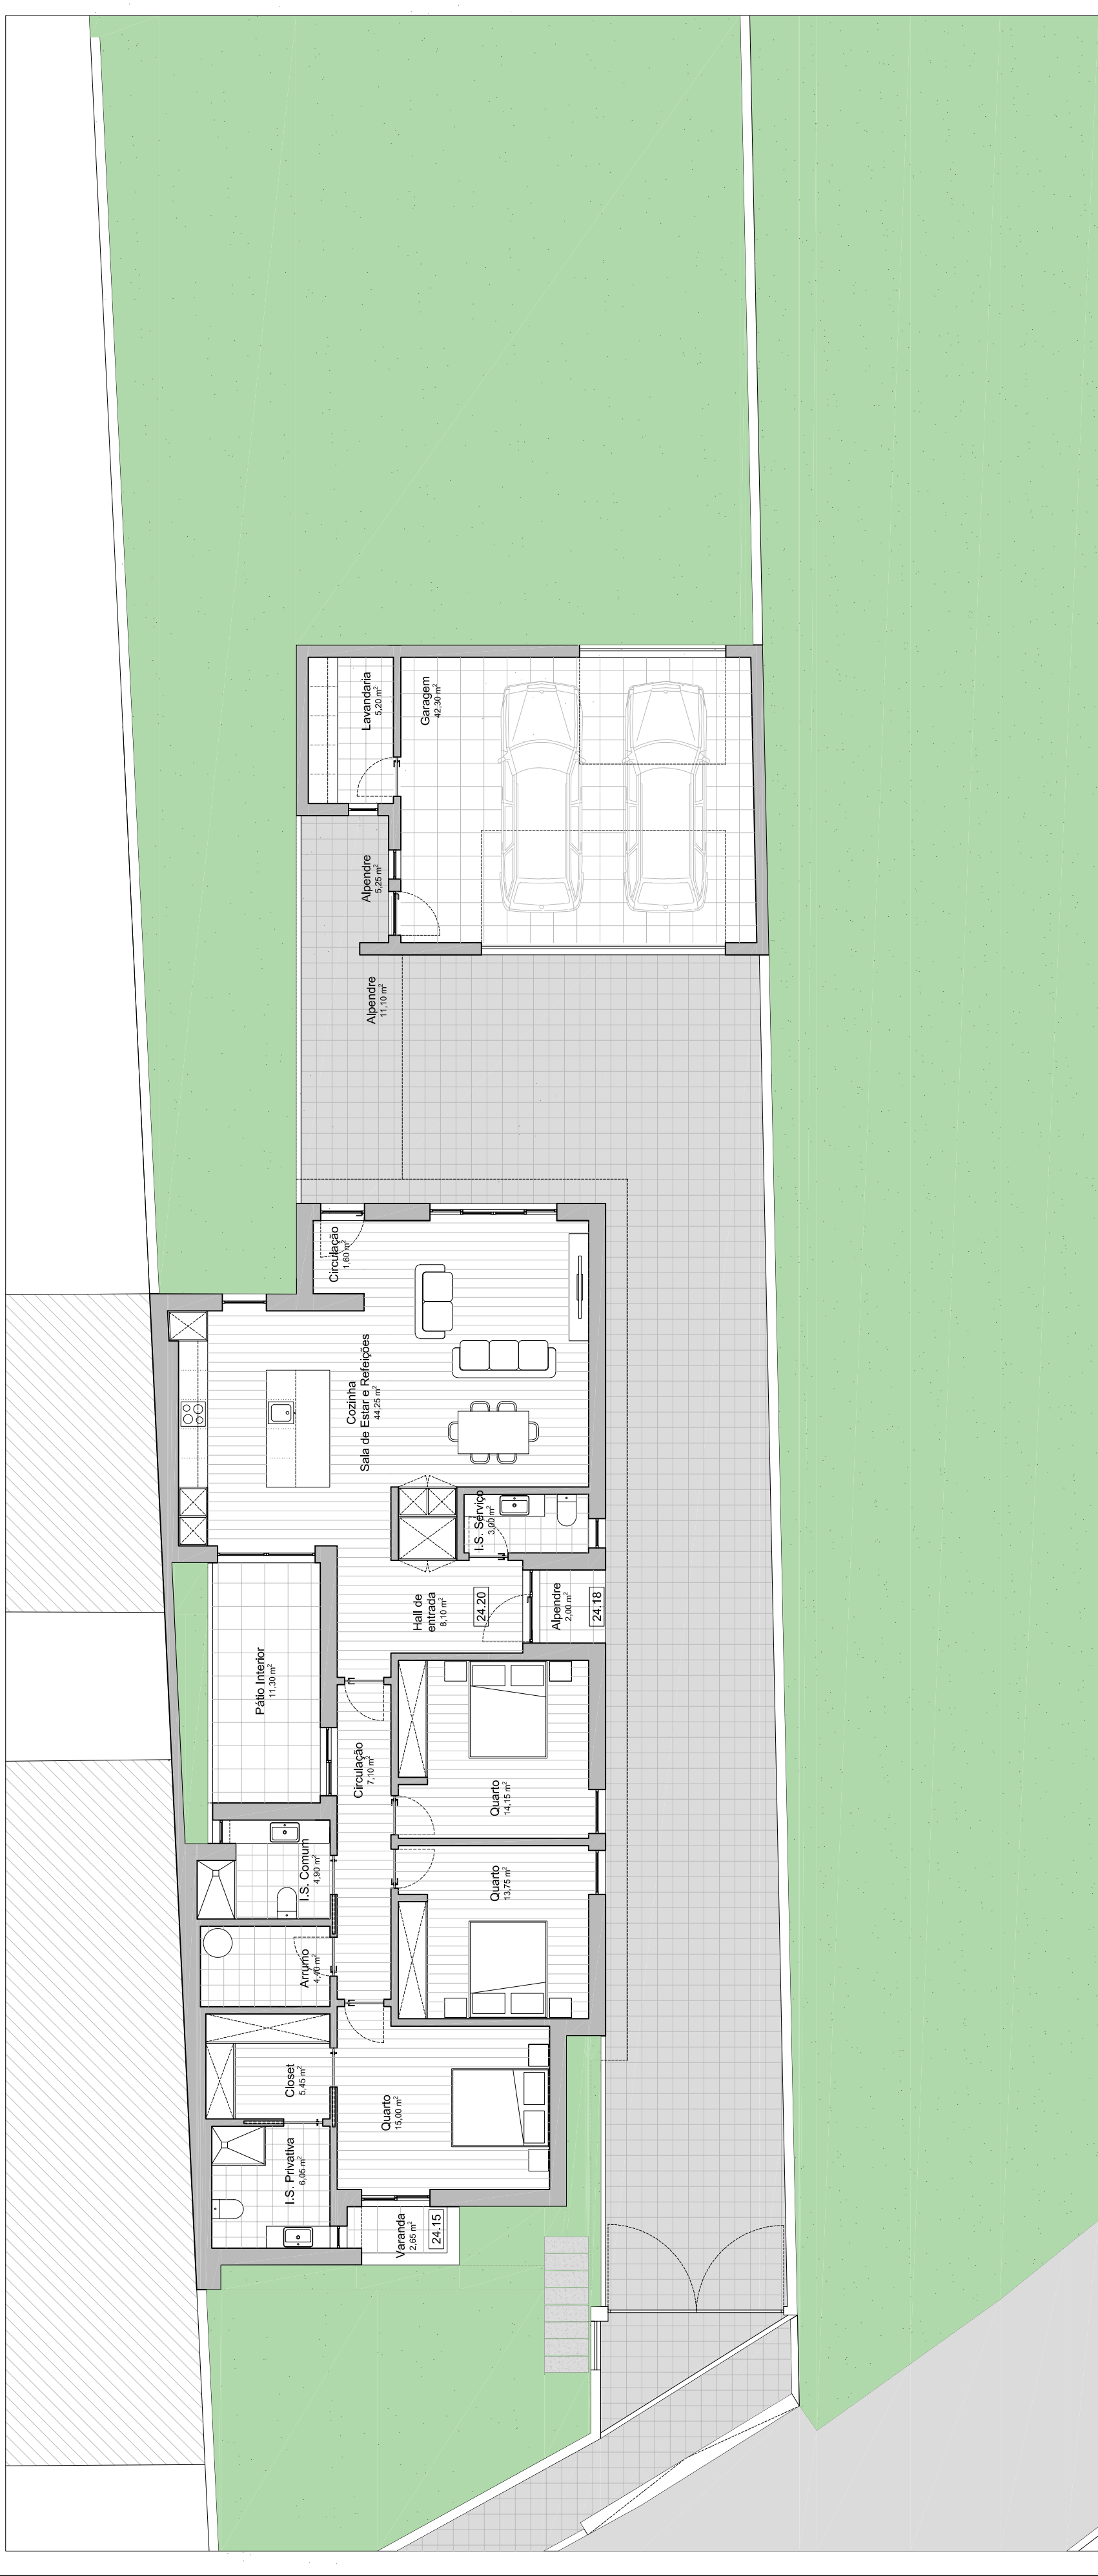 Lavandaria
5,20 m²
Garagem
42,30 m²
Alpendre
5,25 m²
Alpendre
11,10 m²
Circulação
1,60 m²
Cozinha
Sala de Estar e Refeições
44,25 m²
I.S. Serviço
3,00 m²
Hall de
entrada
8,10 m²
24.20
Alpendre
2,00 m²
24.18
Pátio Interior
11,30 m²
Circulação
7,10 m²
Quarto
14,15 m²
I.S. Comum
4,90 m²
Quarto
13,75 m²
Arrumo
4,40 m²
Closet
5,45 m²
Quarto
15,00 m²
I.S. Privativa
6,05 m²
Varanda
2,65 m²
24.15